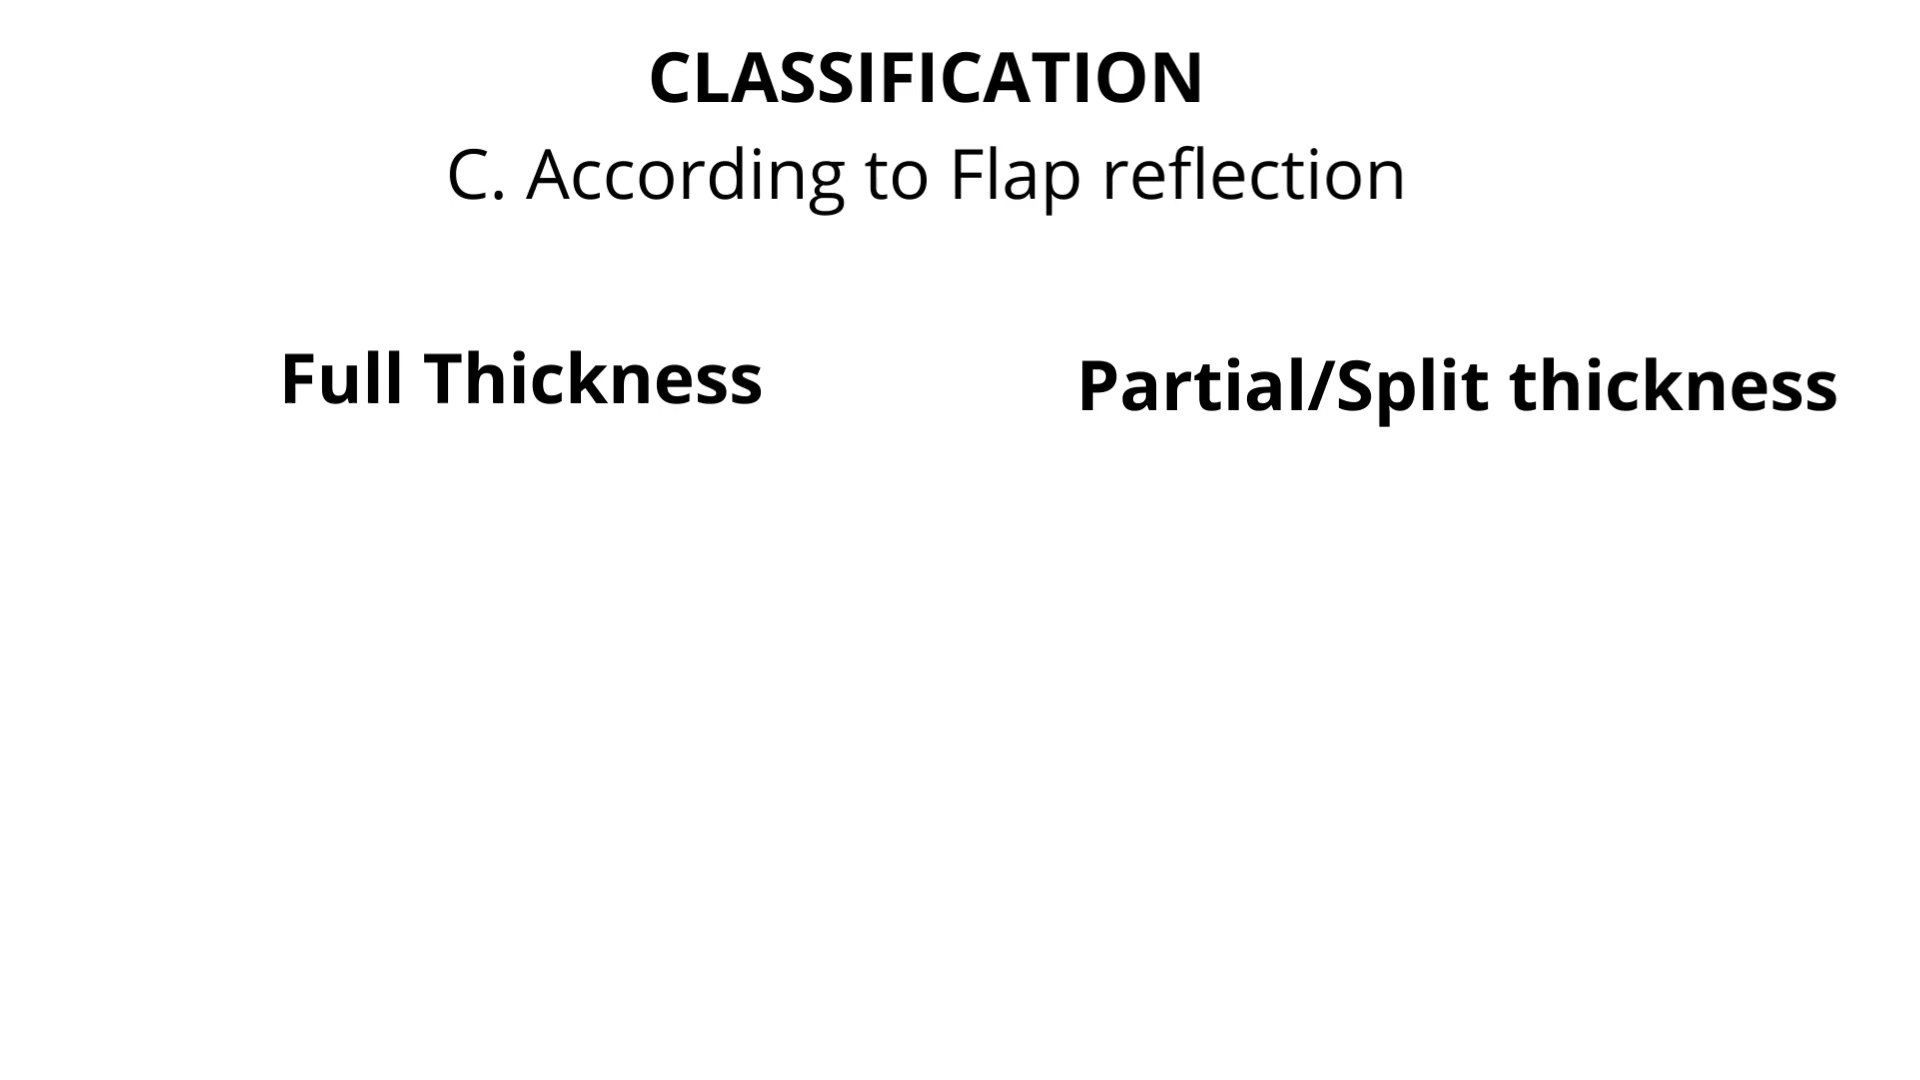 CLASSIFICATION
C. According to Flap reflection
Full Thickness
Partial/Split thickness